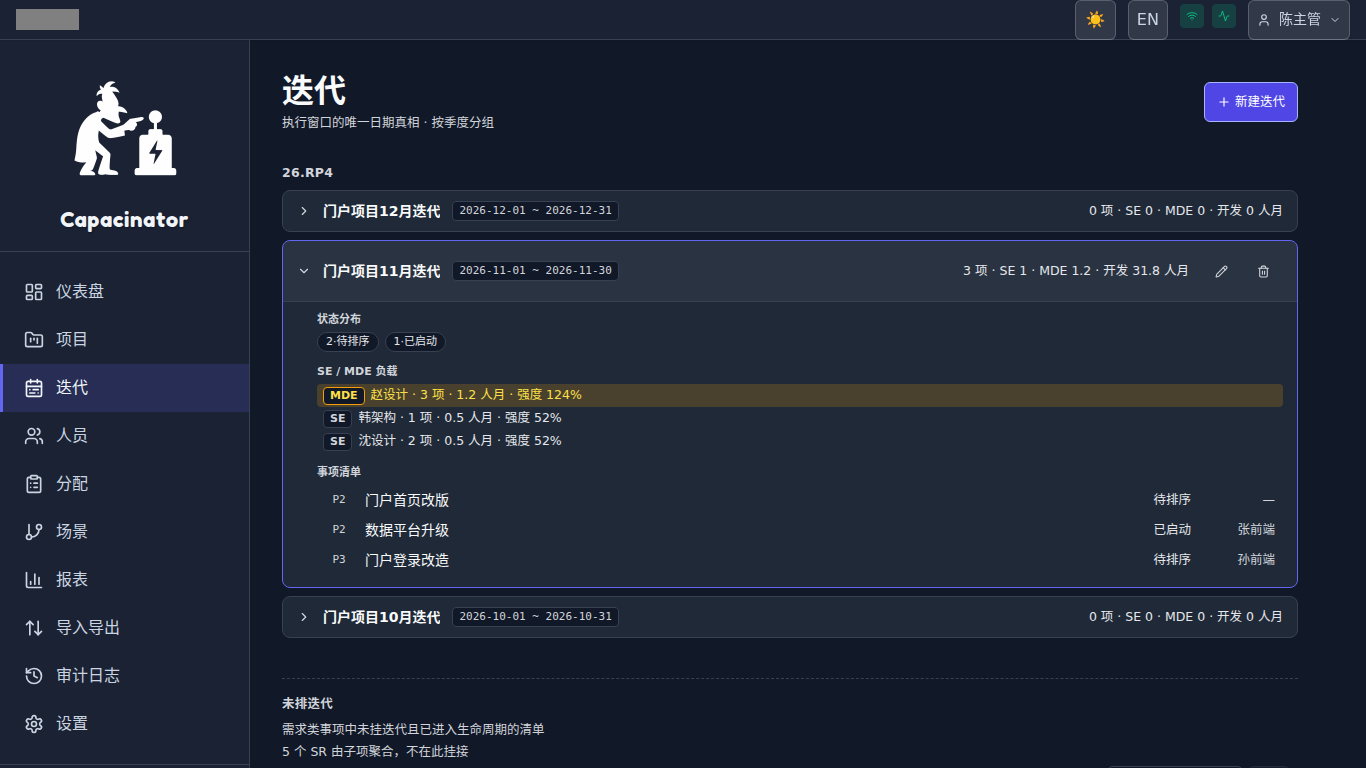 EN
陈主管
Capacinator
仪表盘
项目
迭代
人员
分配
场景
报表
导入导出
审计日志
设置
迭代
执行窗口的唯一日期真相 · 按季度分组
新建迭代
26.RP4
门户项目12月迭代 2026-12-01 ~ 2026-12-31 0 项 · SE 0 · MDE 0 · 开发 0 人月
门户项目11月迭代 2026-11-01 ~ 2026-11-30 3 项 · SE 1 · MDE 1.2 · 开发 31.8 人月
状态分布
2·待排序 1·已启动
SE / MDE 负载
MDE 赵设计 · 3 项 · 1.2 人月 · 强度 124%
SE 韩架构 · 1 项 · 0.5 人月 · 强度 52%
SE 沈设计 · 2 项 · 0.5 人月 · 强度 52%
事项清单
P2 门户首页改版 待排序 —
P2 数据平台升级 已启动 张前端
P3 门户登录改造 待排序 孙前端
门户项目10月迭代 2026-10-01 ~ 2026-10-31 0 项 · SE 0 · MDE 0 · 开发 0 人月
未排迭代
需求类事项中未挂迭代且已进入生命周期的清单
5 个 SR 由子项聚合，不在此挂接